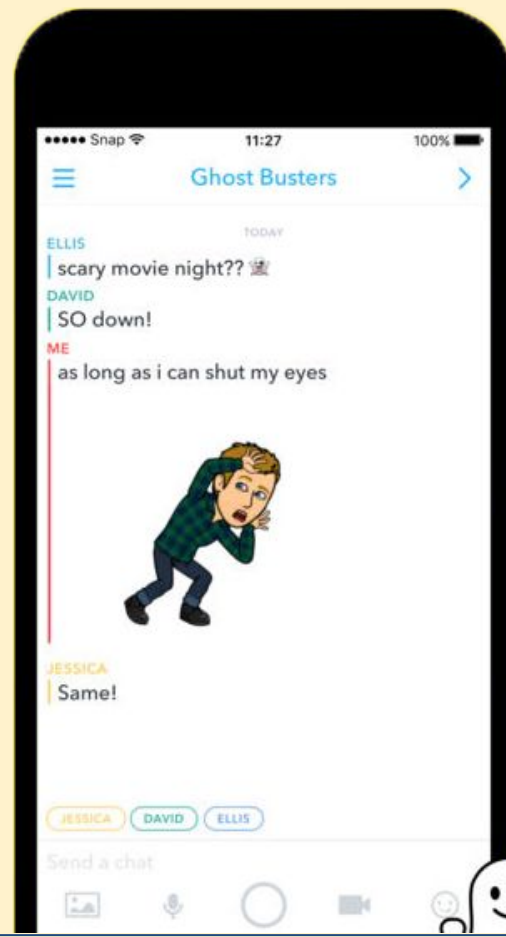 Snap 11:27 100%
Ghost Busters
TODAY
ELLIS
scary movie night?? 👻
DAVID
SO down!
ME
as long as i can shut my eyes
JESSICA
Same!
JESSICA DAVID ELLIS
Send a chat